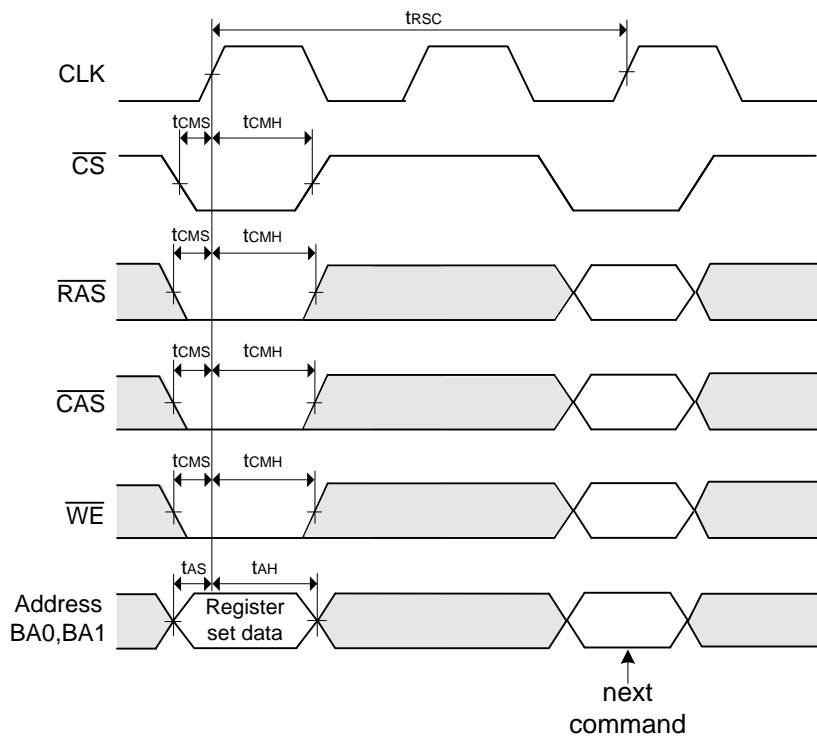 tRSC
CLK
tCMS tCMH
CS
tCMS tCMH
RAS
tCMS tCMH
CAS
tCMS tCMH
WE
tAS tAH
Address
BA0,BA1
Register
set data
next
command